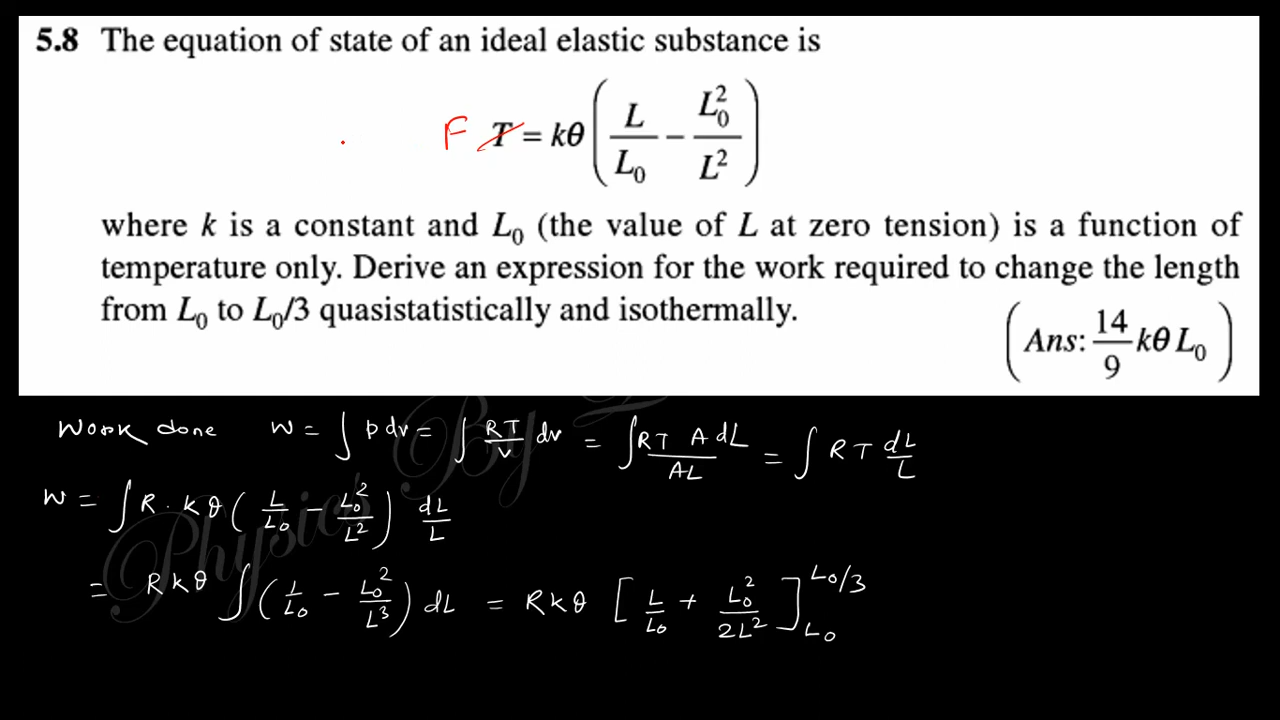 5.8 The equation of state of an ideal elastic substance is
F T = kθ ( L/L₀ − L₀²/L² )
where k is a constant and L₀ (the value of L at zero tension) is a function of
temperature only. Derive an expression for the work required to change the length
from L₀ to L₀/3 quasistatistically and isothermally.
( Ans: 14/9 kθ L₀ )
Work done W = ∫ p dv = ∫ RT/V dv = ∫ RT A dL/AL = ∫ RT dL/L
W = ∫ R · kθ ( L/L₀ − L₀²/L² ) dL/L
= Rkθ ∫ ( 1/L₀ − L₀²/L³ ) dL = Rkθ [ L/L₀ + L₀²/2L² ]_{L₀}^{L₀/3}
Physics By